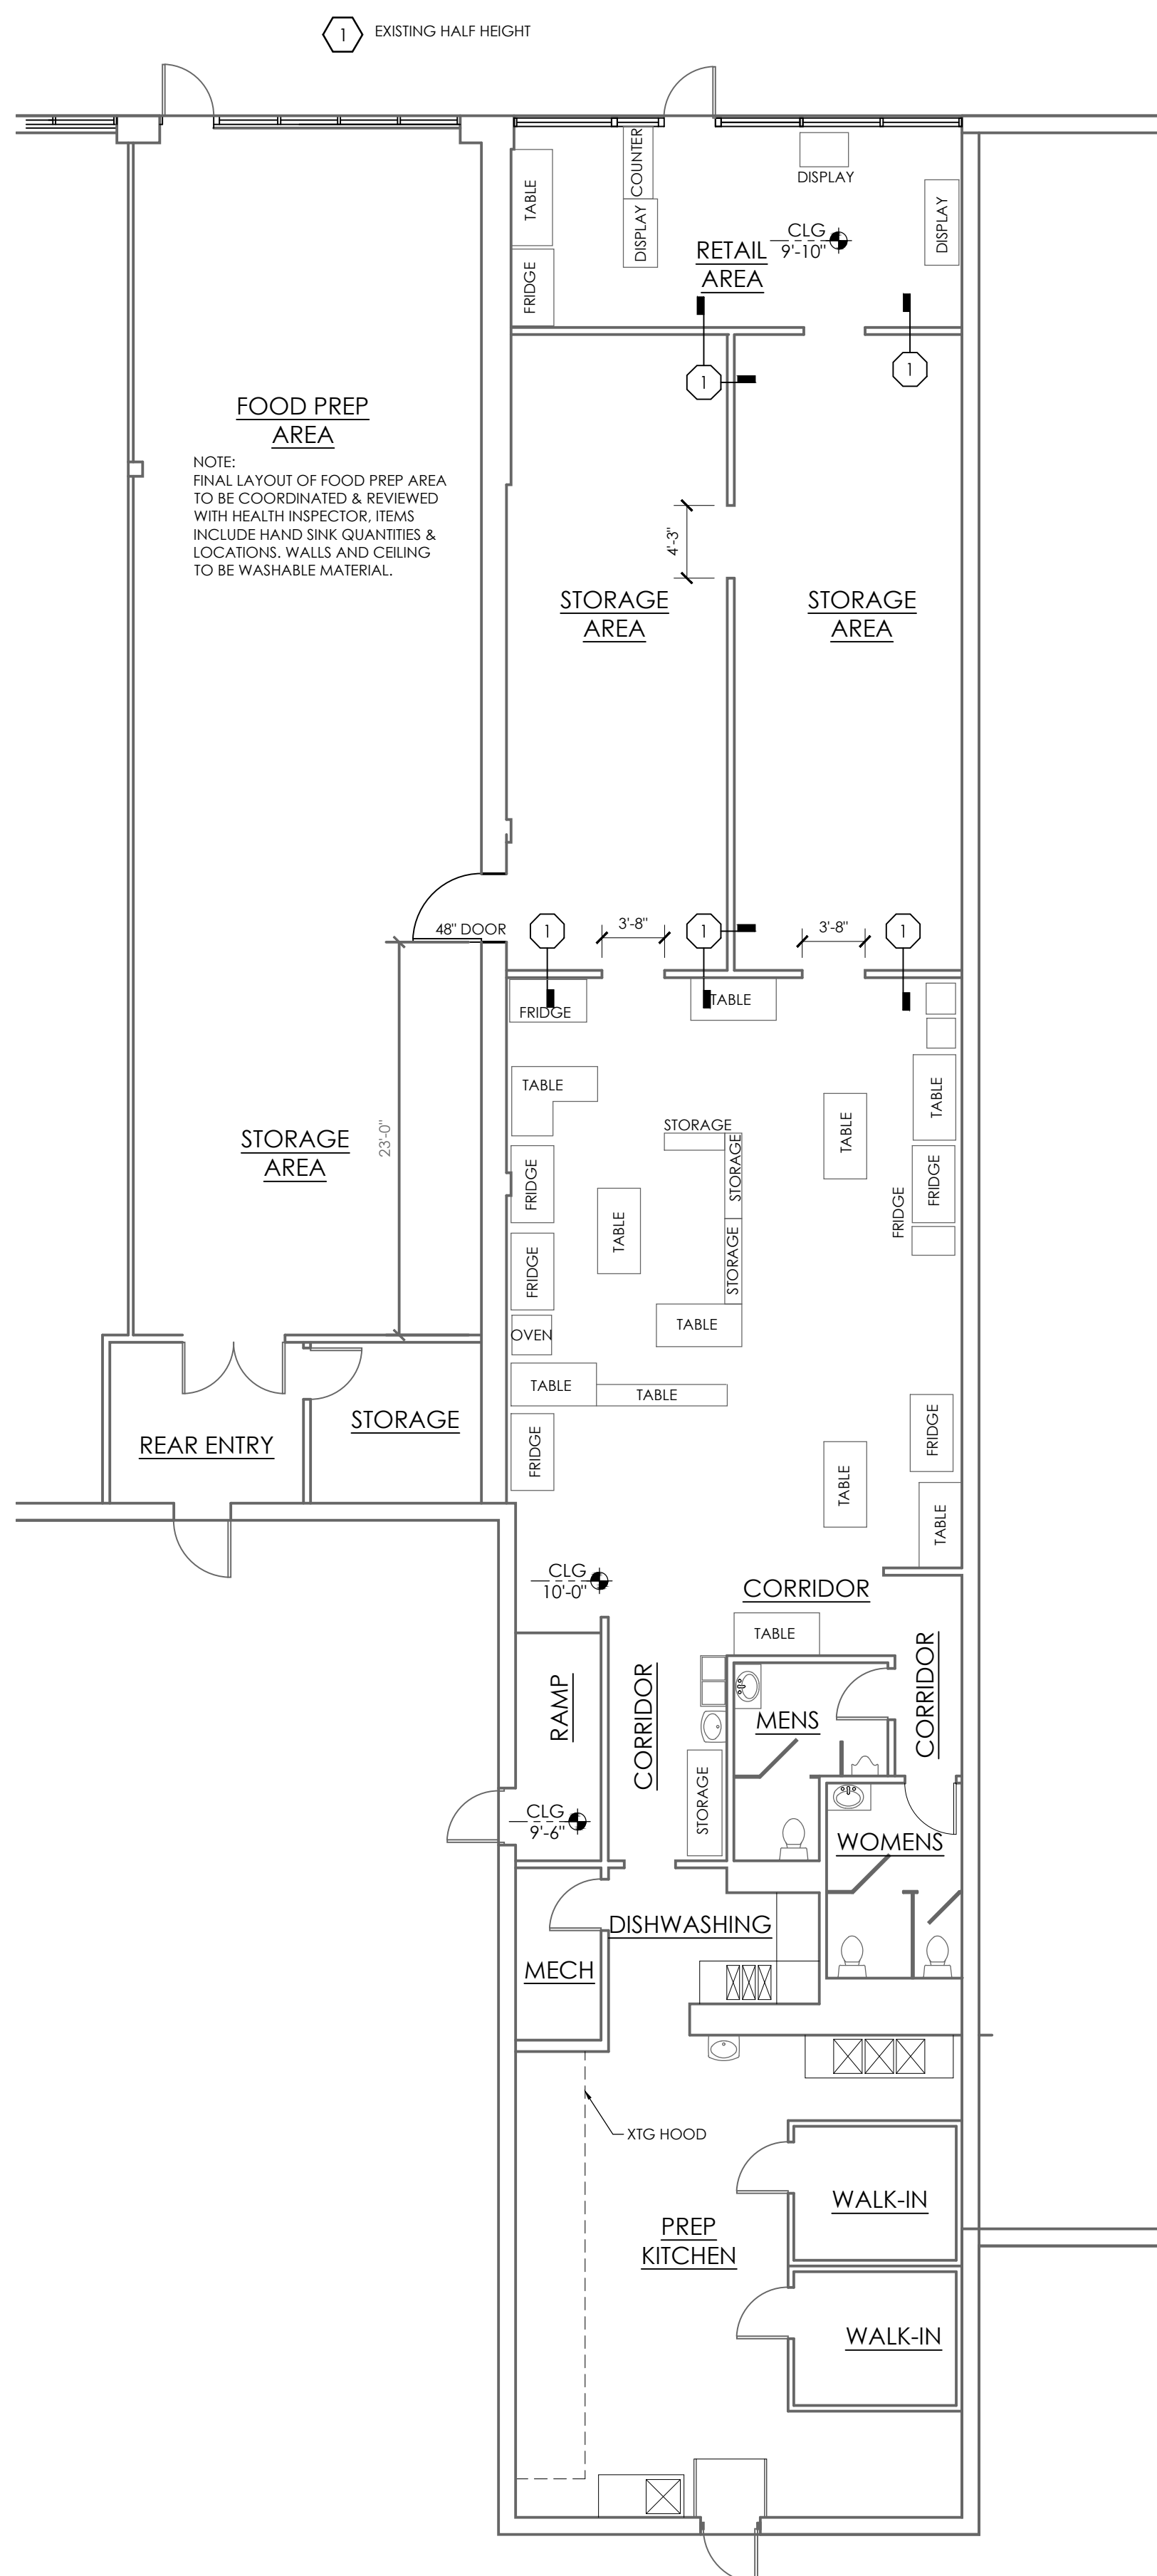 1
EXISTING HALF HEIGHT
TABLE
COUNTER
DISPLAY
DISPLAY
DISPLAY
FRIDGE
CLG
9'-10"
RETAIL
AREA
1
1
FOOD PREP
AREA
NOTE:
FINAL LAYOUT OF FOOD PREP AREA
TO BE COORDINATED & REVIEWED
WITH HEALTH INSPECTOR, ITEMS
INCLUDE HAND SINK QUANTITIES &
LOCATIONS. WALLS AND CEILING
TO BE WASHABLE MATERIAL.
4'-3"
STORAGE
AREA
STORAGE
AREA
48" DOOR
1
3'-8"
1
3'-8"
1
FRIDGE
TABLE
TABLE
STORAGE
STORAGE
TABLE
TABLE
STORAGE
AREA
23'-0"
FRIDGE
FRIDGE
FRIDGE
TABLE
STORAGE
FRIDGE
OVEN
TABLE
TABLE
TABLE
STORAGE
REAR ENTRY
FRIDGE
FRIDGE
TABLE
TABLE
CLG
10'-0"
CORRIDOR
TABLE
RAMP
CORRIDOR
CORRIDOR
MENS
STORAGE
CLG
9'-6"
WOMENS
DISHWASHING
MECH
XTG HOOD
WALK-IN
PREP
KITCHEN
WALK-IN